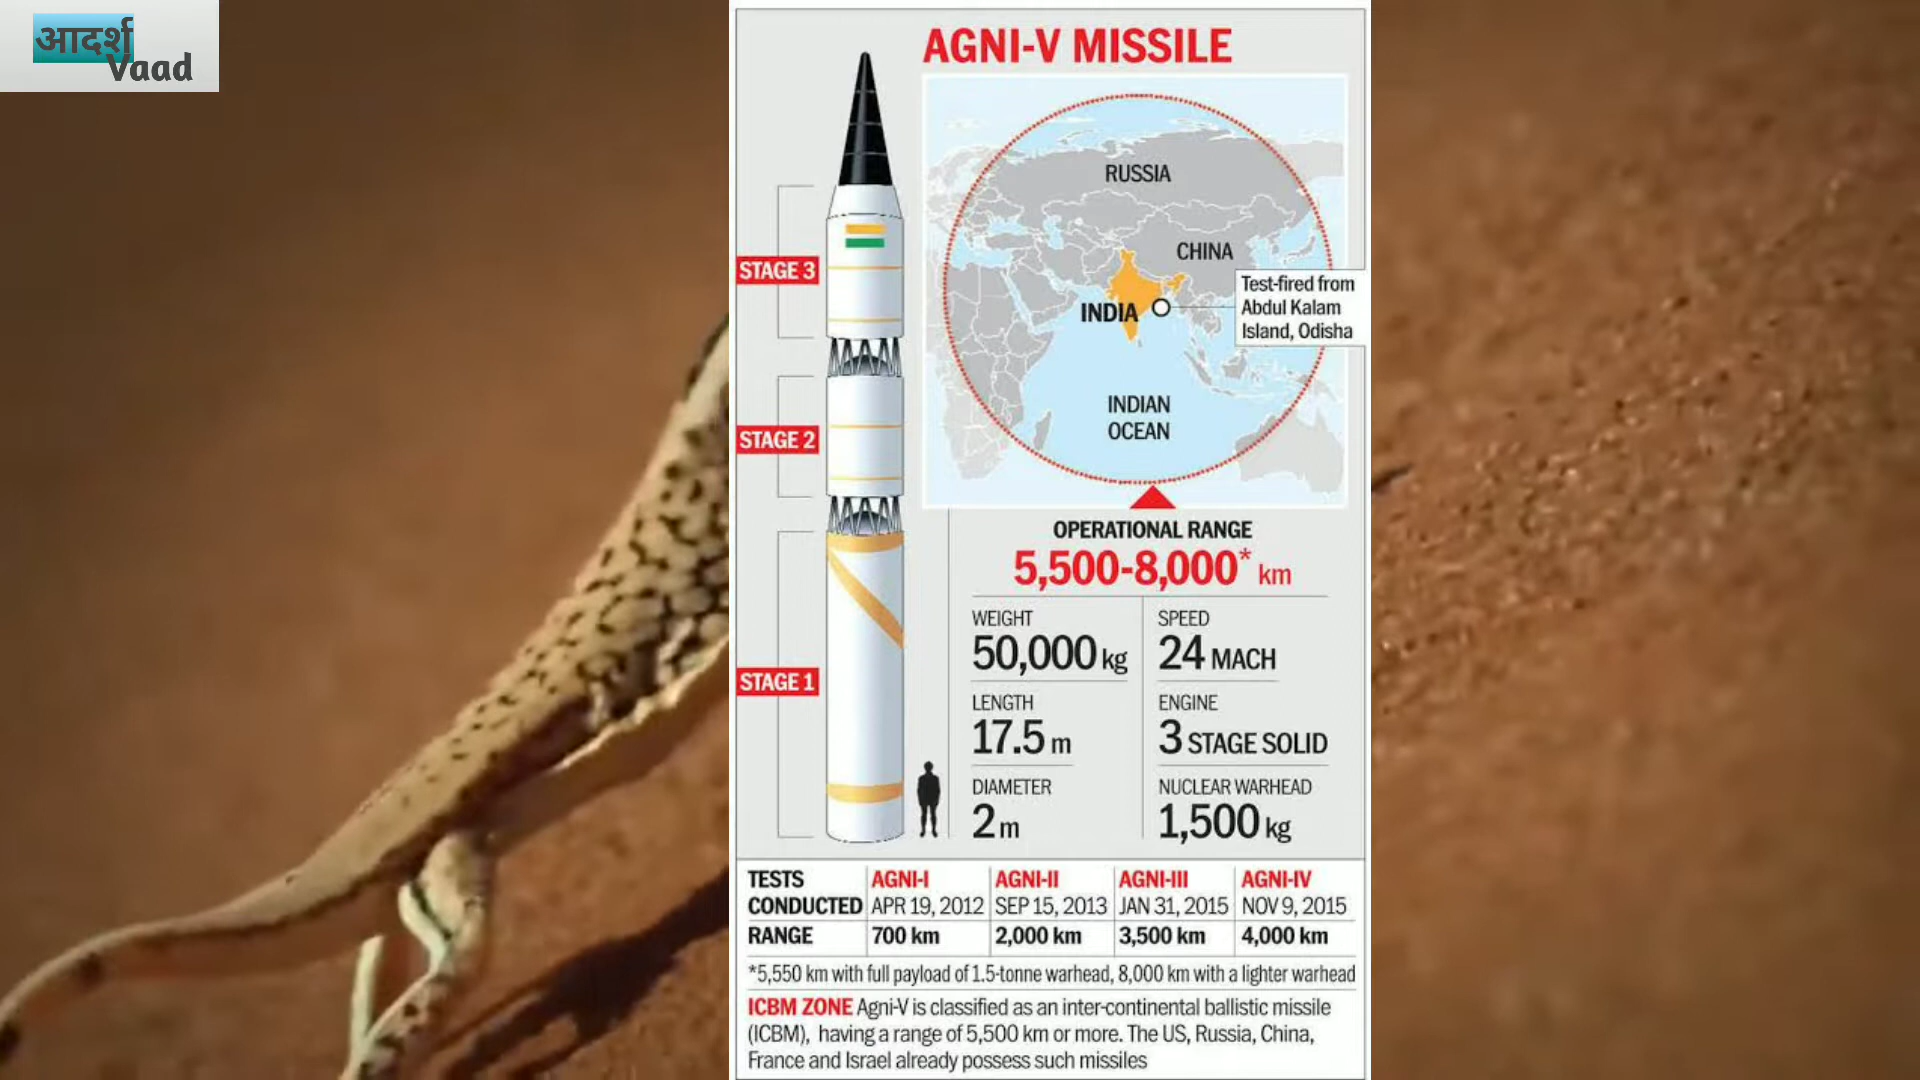 आदर्श
Vaad
AGNI-V MISSILE
RUSSIA
CHINA
INDIA
Test-fired from
Abdul Kalam
Island, Odisha
INDIAN
OCEAN
STAGE 3
STAGE 2
STAGE 1
OPERATIONAL RANGE
5,500-8,000* km
WEIGHT
50,000 kg
SPEED
24 MACH
LENGTH
17.5 m
ENGINE
3 STAGE SOLID
DIAMETER
2 m
NUCLEAR WARHEAD
1,500 kg
TESTS CONDUCTED
AGNI-I AGNI-II AGNI-III AGNI-IV
APR 19, 2012 SEP 15, 2013 JAN 31, 2015 NOV 9, 2015
RANGE 700 km 2,000 km 3,500 km 4,000 km
*5,550 km with full payload of 1.5-tonne warhead, 8,000 km with a lighter warhead
ICBM ZONE Agni-V is classified as an inter-continental ballistic missile
(ICBM), having a range of 5,500 km or more. The US, Russia, China,
France and Israel already possess such missiles